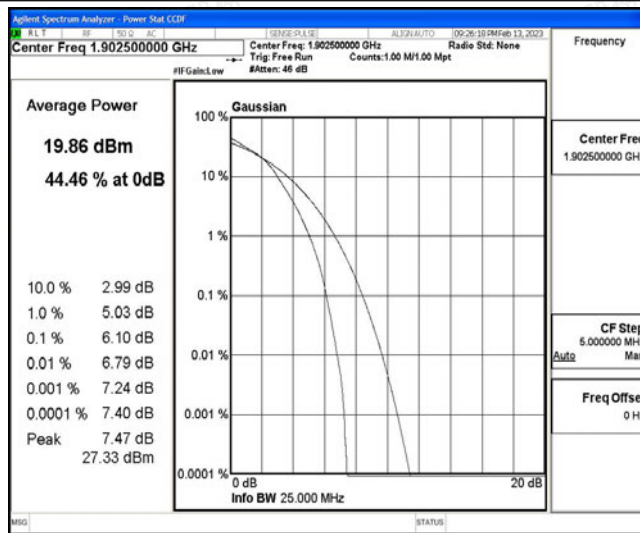 Agilent Spectrum Analyzer - Power Stat CCDF
RLT RF 50 Ω AC SENSE:PULSE ALIGN AUTO 09:26:18 PM Feb 13, 2023
Center Freq 1.902500000 GHz
Center Freq: 1.902500000 GHz Radio Std: None
Trig: Free Run Counts:1.00 M/1.00 Mpt
#IFGain:Low #Atten: 46 dB
Frequency
Average Power
19.86 dBm
44.46 % at 0dB
10.0 % 2.99 dB
1.0 % 5.03 dB
0.1 % 6.10 dB
0.01 % 6.79 dB
0.001 % 7.24 dB
0.0001 % 7.40 dB
Peak 7.47 dB
27.33 dBm
Gaussian
100 %
10 %
1 %
0.1 %
0.01 %
0.001 %
0.0001 %
0 dB 20 dB
Info BW 25.000 MHz
Center Fre
1.902500000 GH
CF Step
5.000000 MH
Auto Ma
Freq Offse
0 H
MSG STATUS